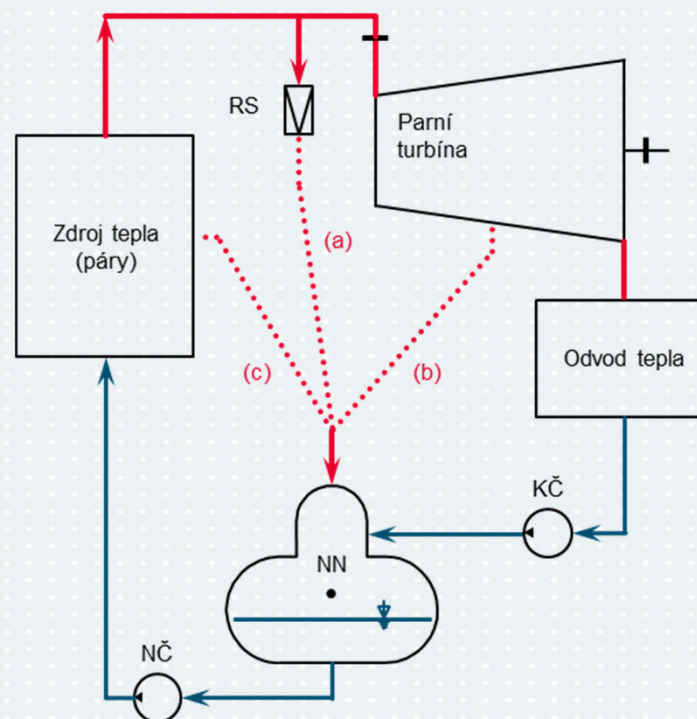 RS
Parní
turbína
Zdroj tepla
(páry)
(a)
(c)
(b)
Odvod tepla
KČ
NN
NČ